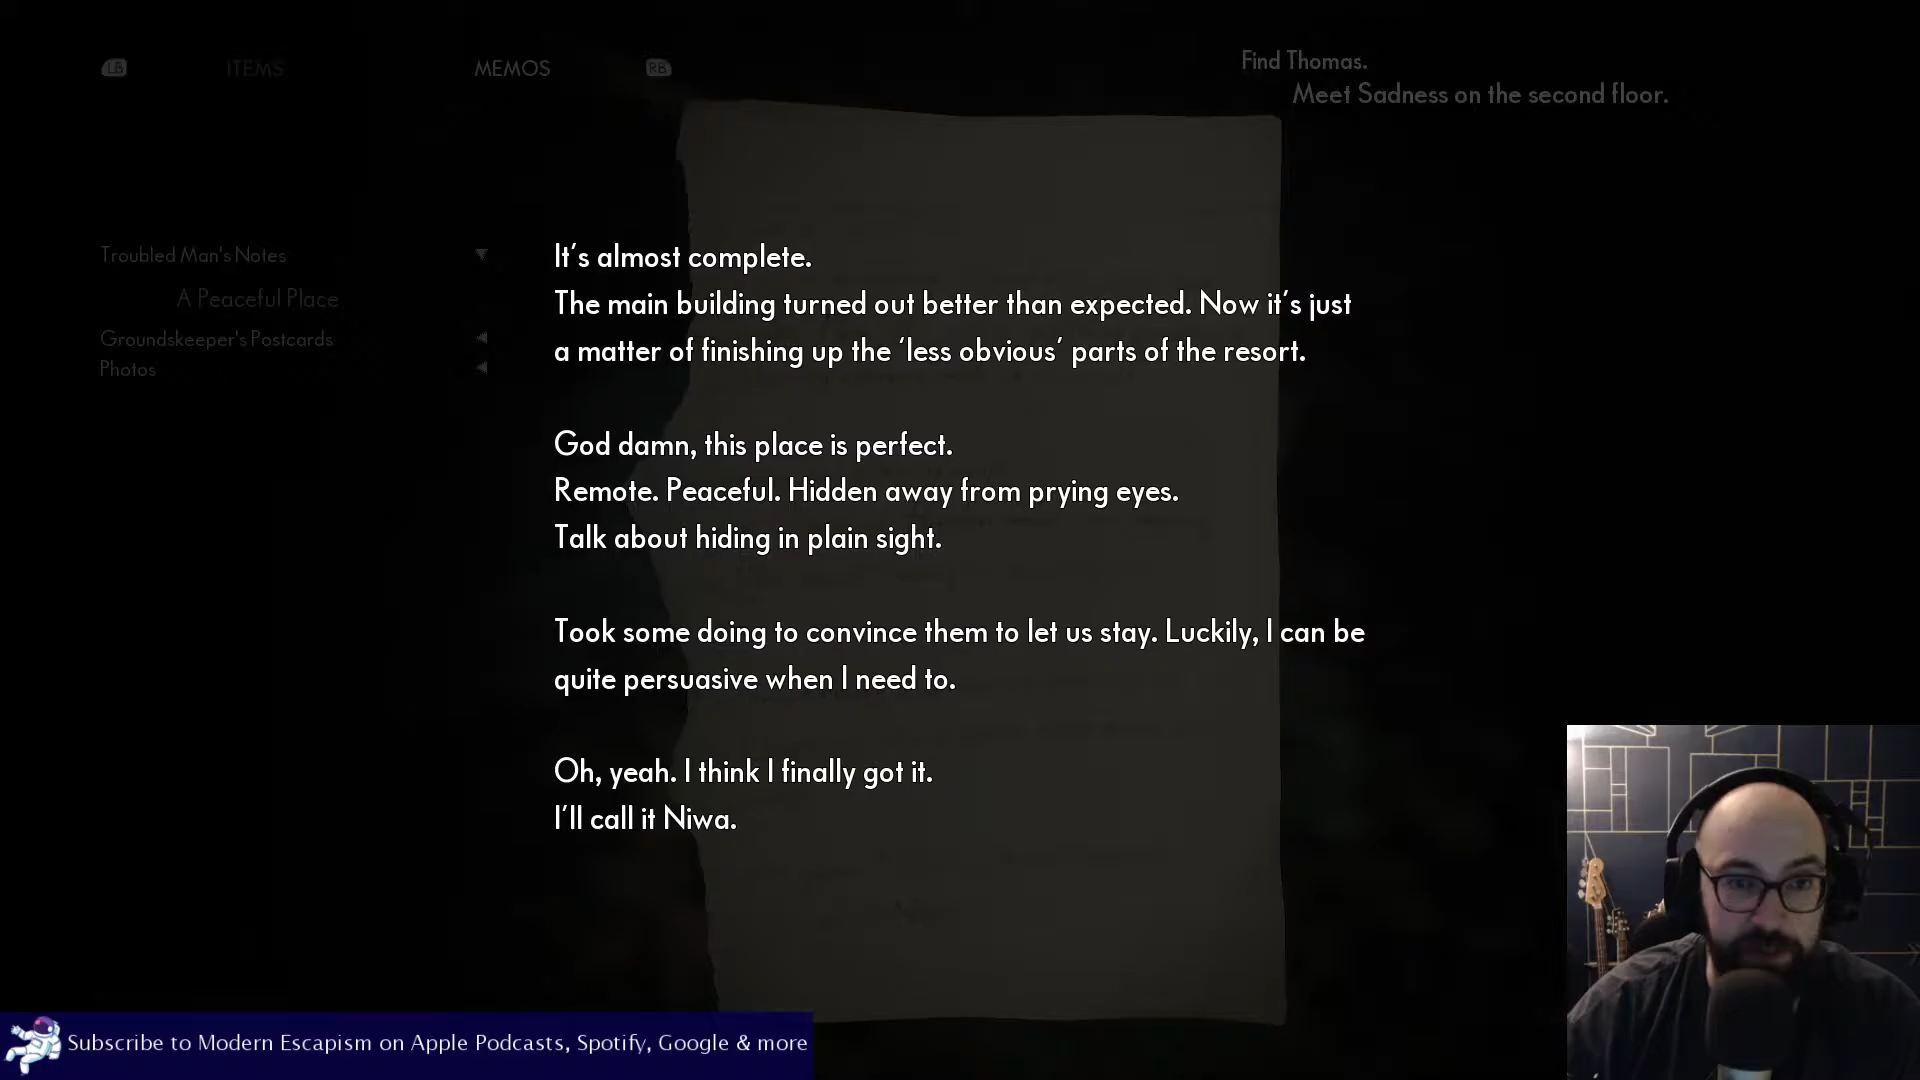 LB ITEMS MEMOS RB
Find Thomas.
Meet Sadness on the second floor.
Troubled Man's Notes
A Peaceful Place
Groundskeeper's Postcards
Photos
It's almost complete.
The main building turned out better than expected. Now it's just
a matter of finishing up the ‘less obvious’ parts of the resort.
God damn, this place is perfect.
Remote. Peaceful. Hidden away from prying eyes.
Talk about hiding in plain sight.
Took some doing to convince them to let us stay. Luckily, I can be
quite persuasive when I need to.
Oh, yeah. I think I finally got it.
I'll call it Niwa.
Subscribe to Modern Escapism on Apple Podcasts, Spotify, Google & more